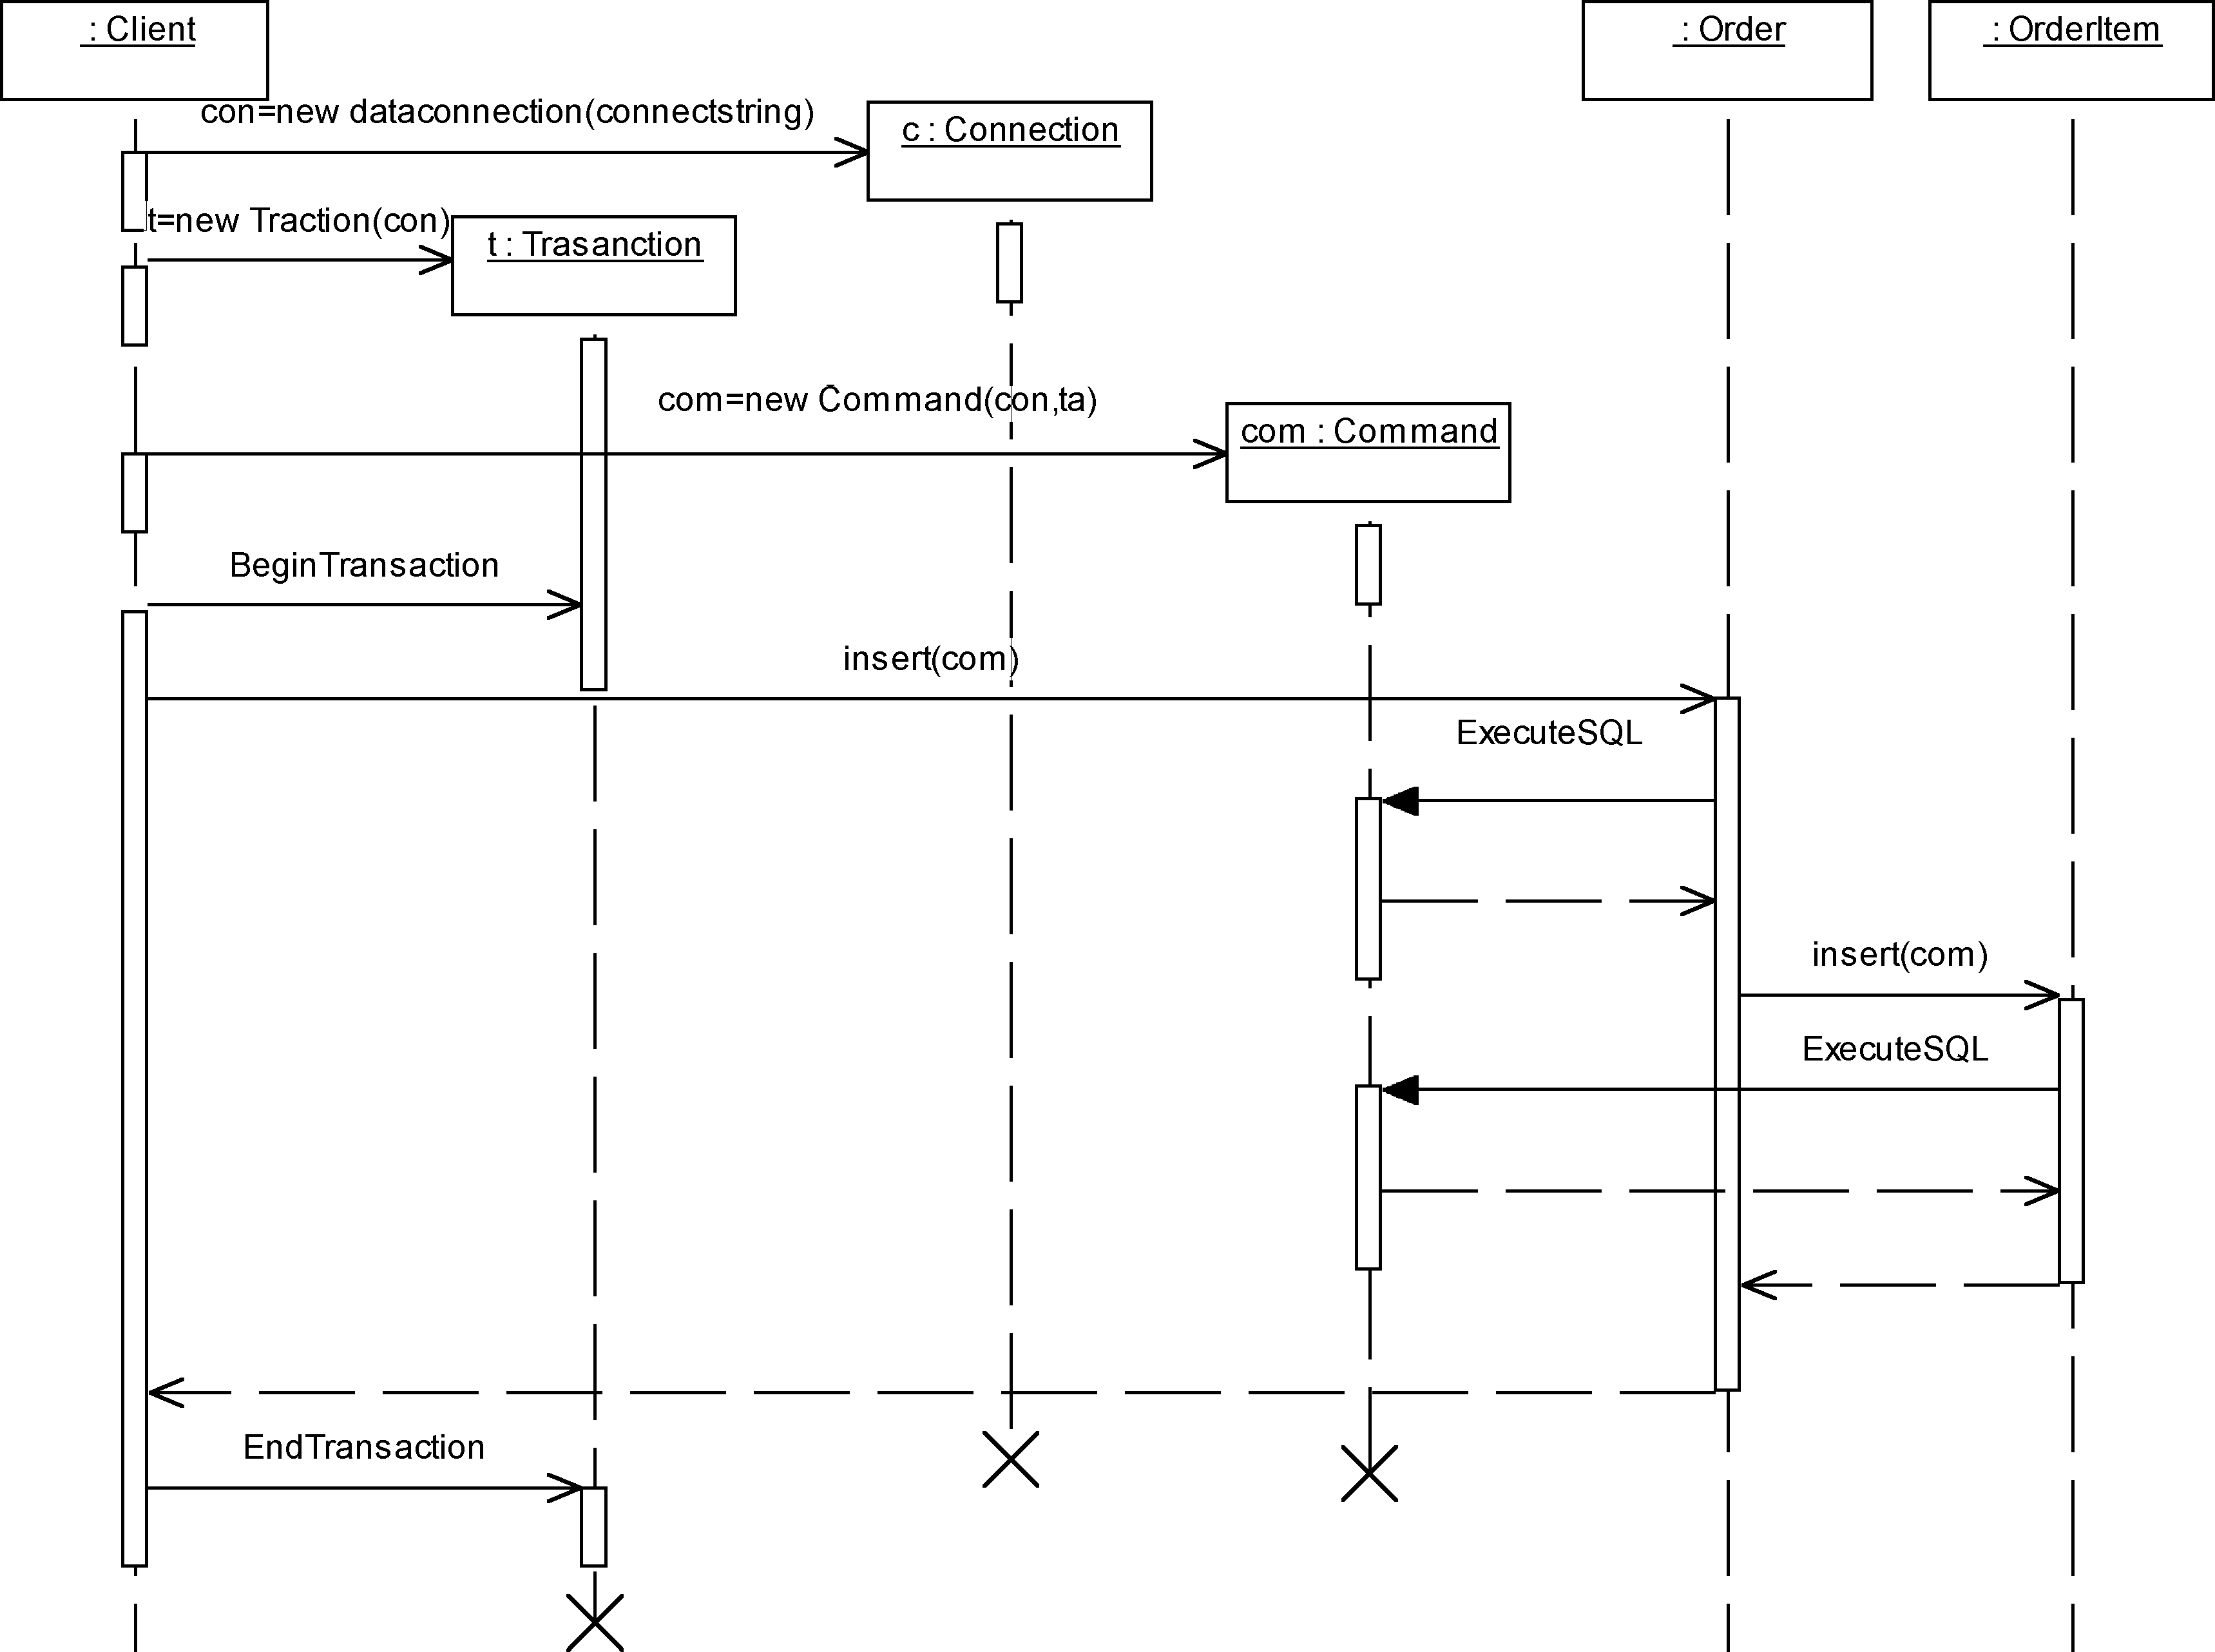 : Client
: Order
: OrderItem
con=new dataconnection(connectstring)
c : Connection
t=new Traction(con)
t : Trasanction
com=new Command(con,ta)
com : Command
BeginTransaction
insert(com)
ExecuteSQL
insert(com)
ExecuteSQL
EndTransaction